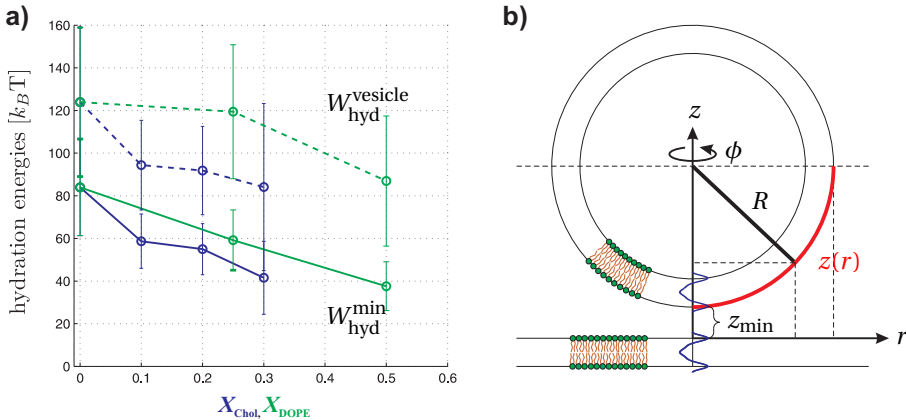 a)
hydration energies [k_B T]
160
140
120
100
80
60
40
20
0
W_hyd^vesicle
W_hyd^min
0 0.1 0.2 0.3 0.4 0.5 0.6
X_Chol, X_DOPE
b)
z
ϕ
R
z(r)
z_min
r